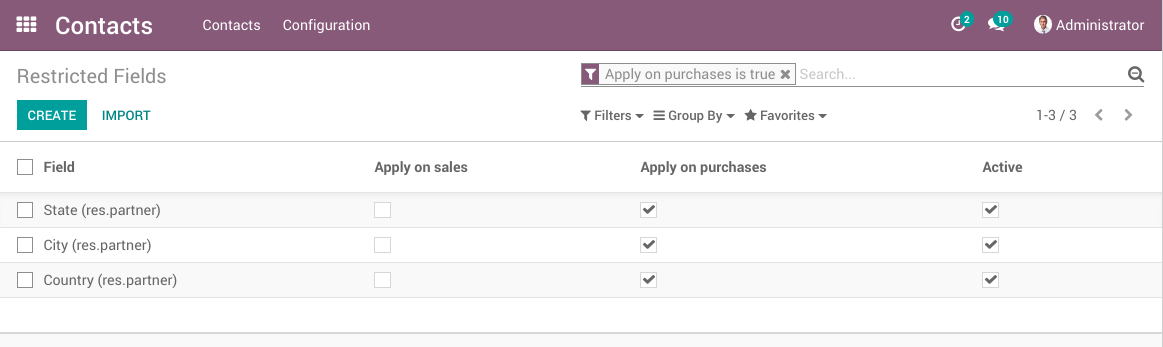 Contacts Contacts Configuration 2 10 Administrator
Restricted Fields Apply on purchases is true Search...
CREATE IMPORT Filters Group By Favorites 1-3 / 3
Field Apply on sales Apply on purchases Active
State (res.partner)
City (res.partner)
Country (res.partner)